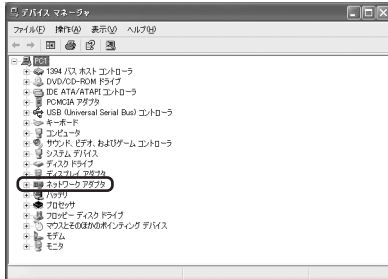 デバイス マネージャ
ファイル(F) 操作(A) 表示(V) ヘルプ(H)
PC1
1394 バス ホスト コントローラ
DVD/CD-ROM ドライブ
IDE ATA/ATAPI コントローラ
PCMCIA アダプタ
USB (Universal Serial Bus) コントローラ
キーボード
コンピュータ
サウンド、ビデオ、およびゲーム コントローラ
システム デバイス
ディスク ドライブ
ディスプレイ アダプタ
ネットワーク アダプタ
バッテリ
プロセッサ
フロッピー ディスク ドライブ
マウスとそのほかのポインティング デバイス
モデム
モニタ